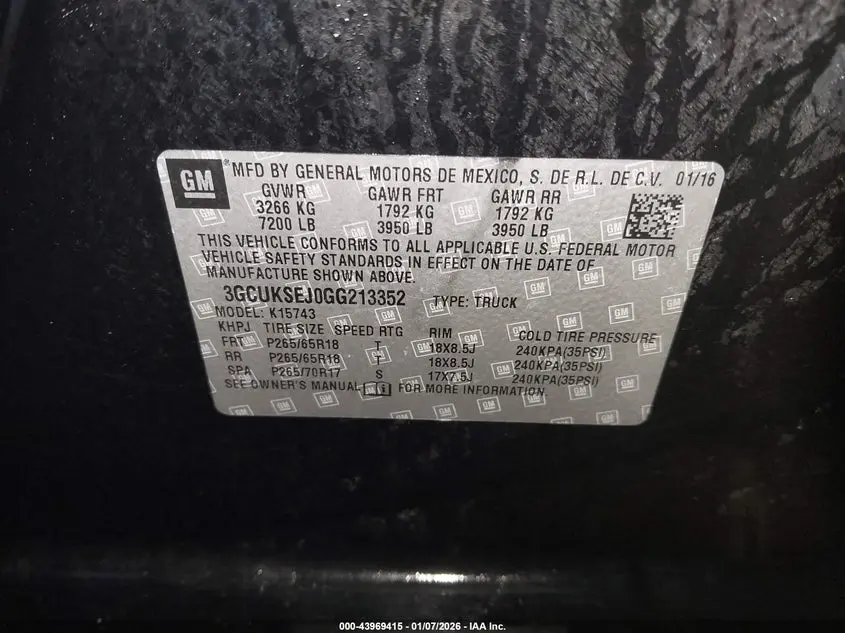 GM ® MFD BY GENERAL MOTORS DE MEXICO, S. DE R.L. DE C.V. 01/16
GVWR GAWR FRT GAWR RR
3266 KG 1792 KG 1792 KG
7200 LB 3950 LB 3950 LB
THIS VEHICLE CONFORMS TO ALL APPLICABLE U.S. FEDERAL MOTOR
VEHICLE SAFETY STANDARDS IN EFFECT ON THE DATE OF
MANUFACTURE SHOWN ABOVE.
3GCUKSEJ0GG213352 TYPE: TRUCK
MODEL: K15743
KHPJ TIRE SIZE SPEED RTG RIM COLD TIRE PRESSURE
FRT P265/65R18 T 18X8.5J 240KPA(35PSI)
RR P265/65R18 18X8.5J 240KPA(35PSI)
SPA P265/70R17 S 17X7.5J 240KPA(35PSI)
SEE OWNER'S MANUAL FOR MORE INFORMATION.
000-43969415 - 01/07/2026 - IAA Inc.